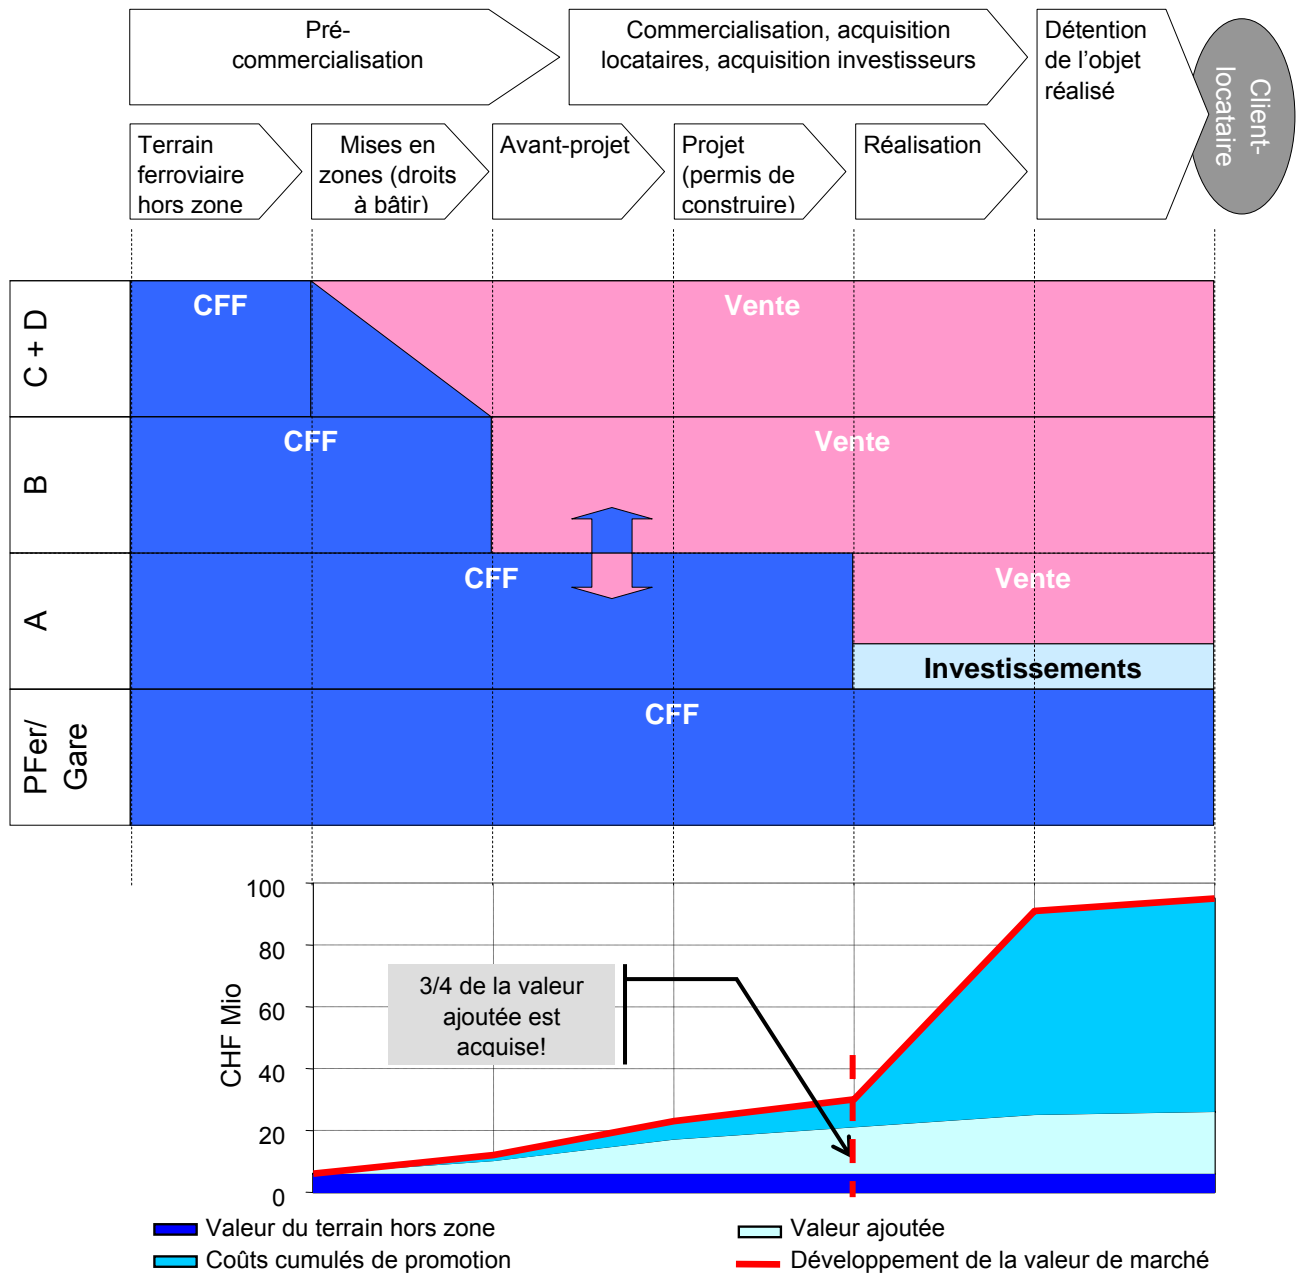 Pré-
commercialisation
Commercialisation, acquisition
locataires, acquisition investisseurs
Détention
de l'objet
réalisé
Client-
locataire
Terrain
ferroviaire
hors zone
Mises en
zones (droits
à bâtir)
Avant-projet
Projet
(permis de
construire)
Réalisation
C + D
CFF
Vente
B
CFF
Vente
A
CFF
Vente
Investissements
PFer/
Gare
CFF
CHF Mio
100
80
60
40
20
0
3/4 de la valeur
ajoutée est
acquise!
Valeur du terrain hors zone
Valeur ajoutée
Coûts cumulés de promotion
Développement de la valeur de marché